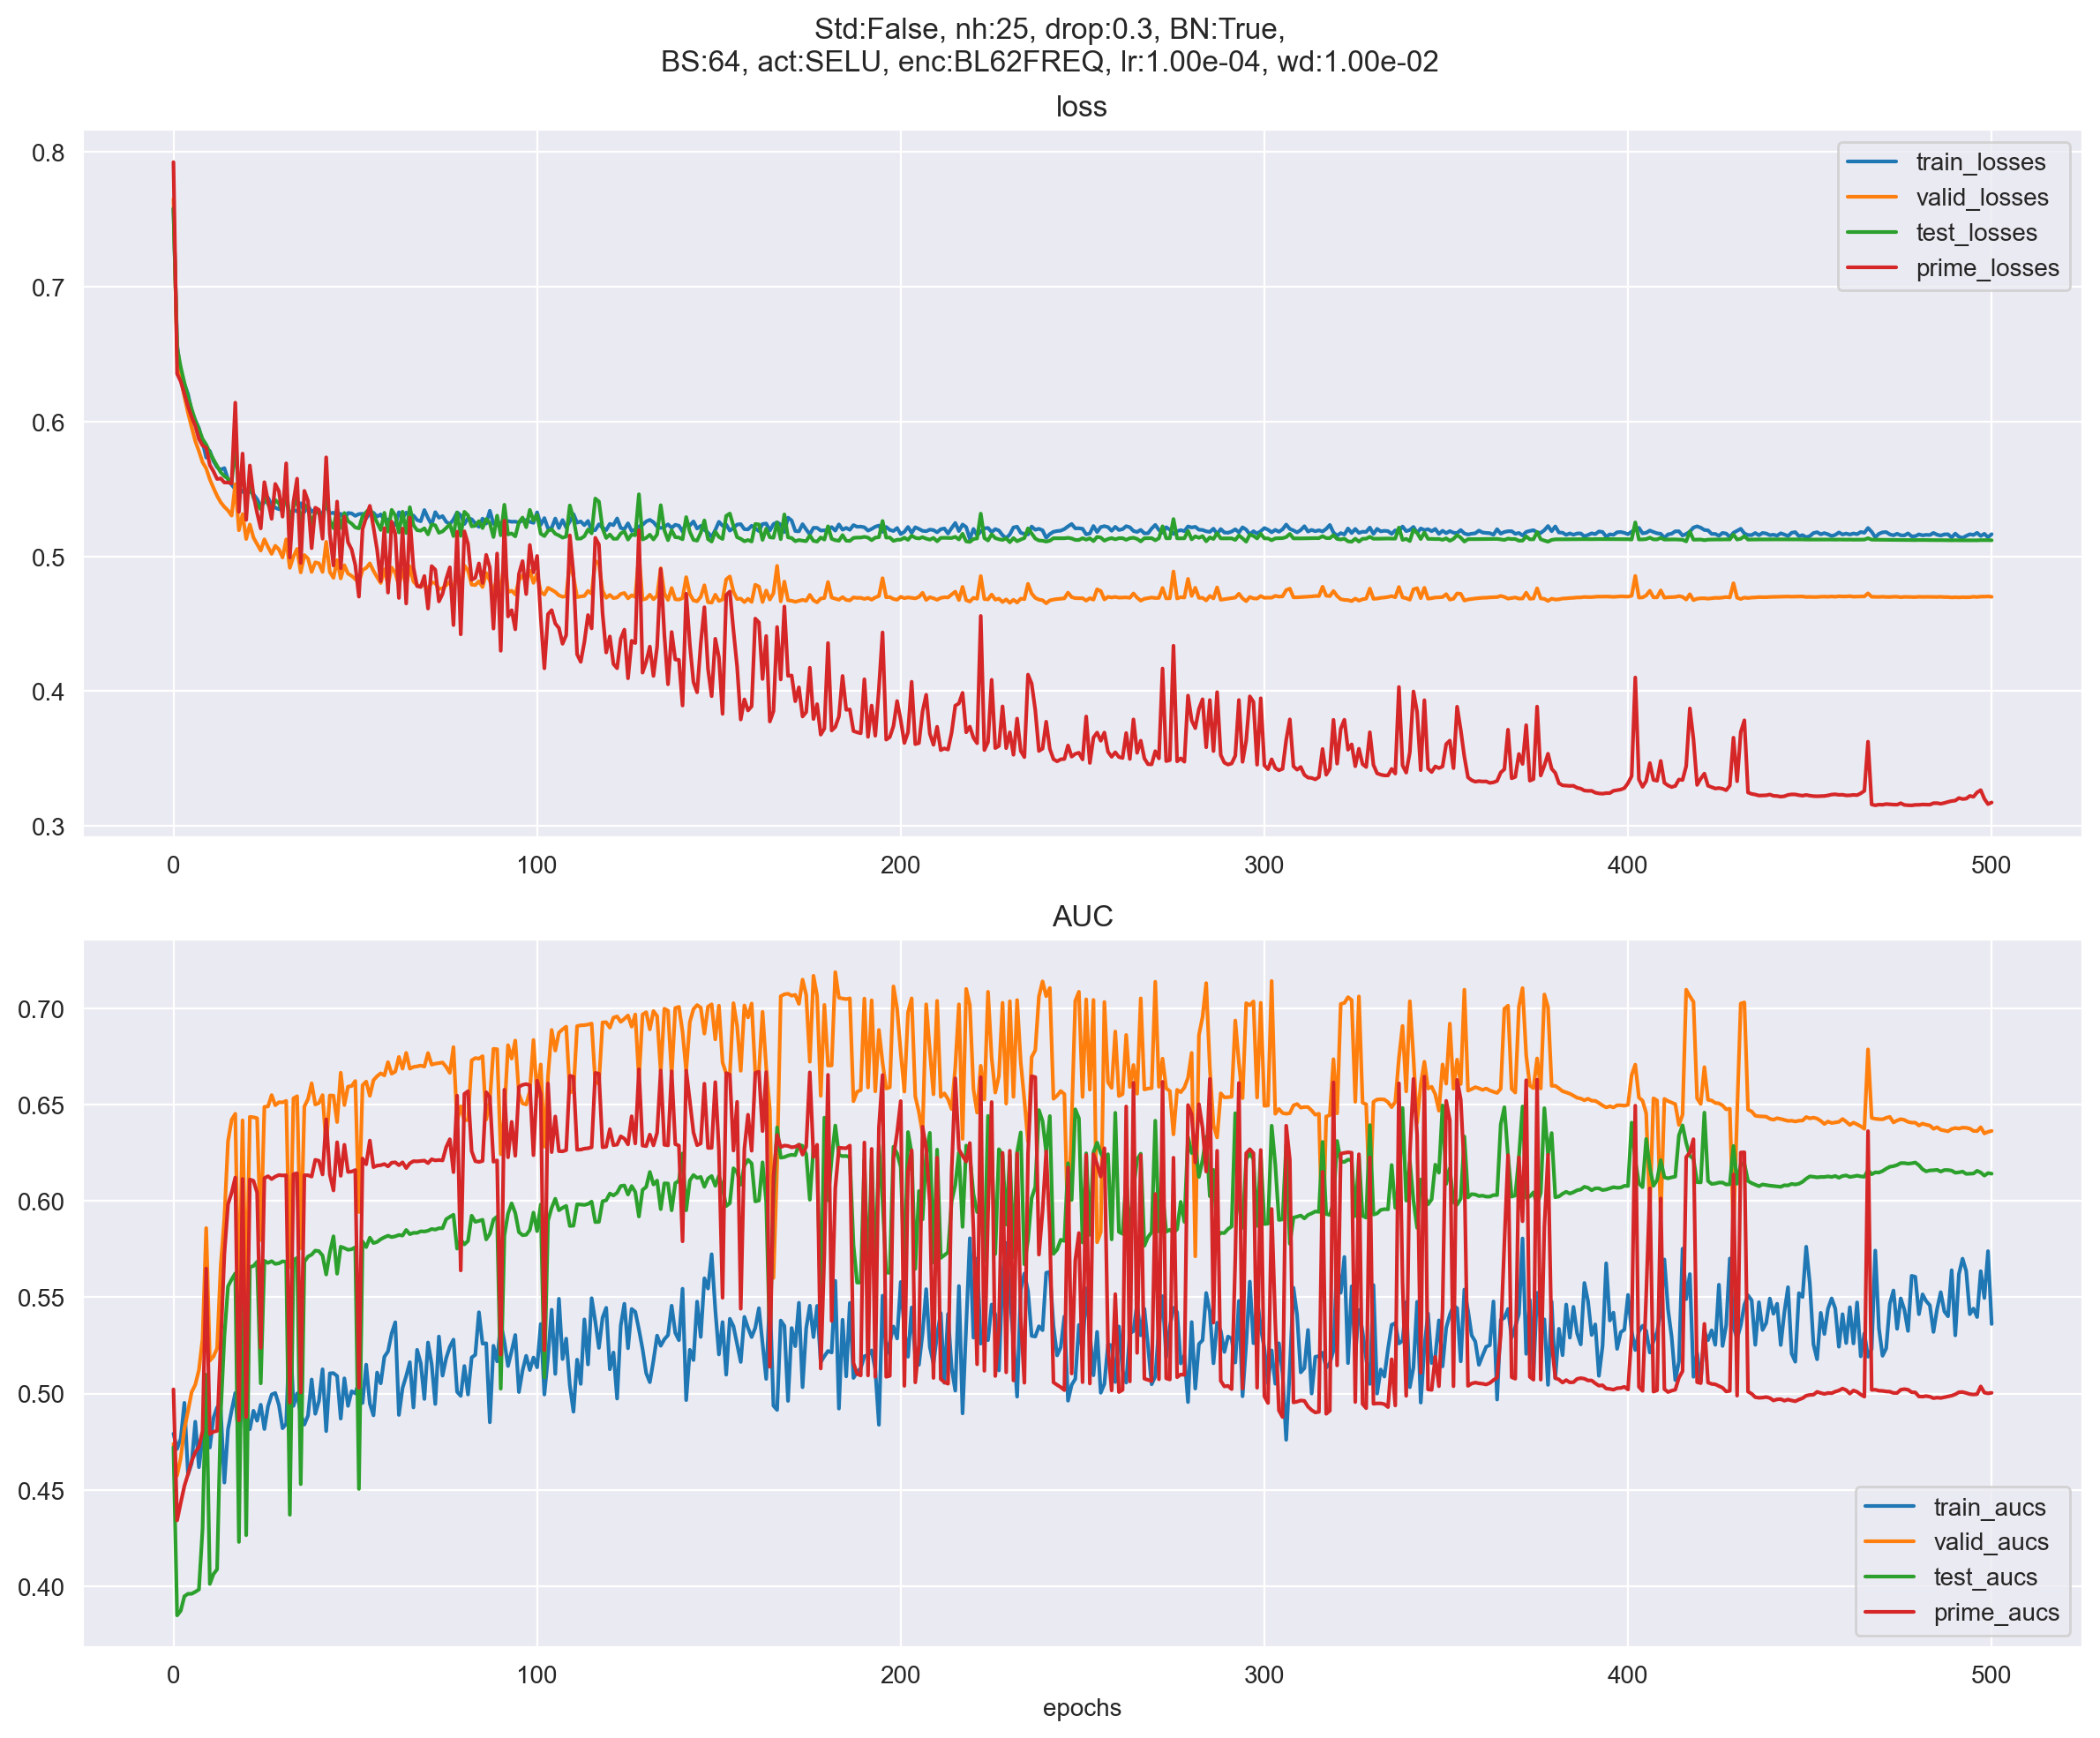 Std:False, nh:25, drop:0.3, BN:True,
BS:64, act:SELU, enc:BL62FREQ, lr:1.00e-04, wd:1.00e-02
loss
0.8
0.7
0.6
0.5
0.4
0.3
train_losses
valid_losses
test_losses
prime_losses
0 100 200 300 400 500
AUC
0.70
0.65
0.60
0.55
0.50
0.45
0.40
train_aucs
valid_aucs
test_aucs
prime_aucs
0 100 200 300 400 500
epochs